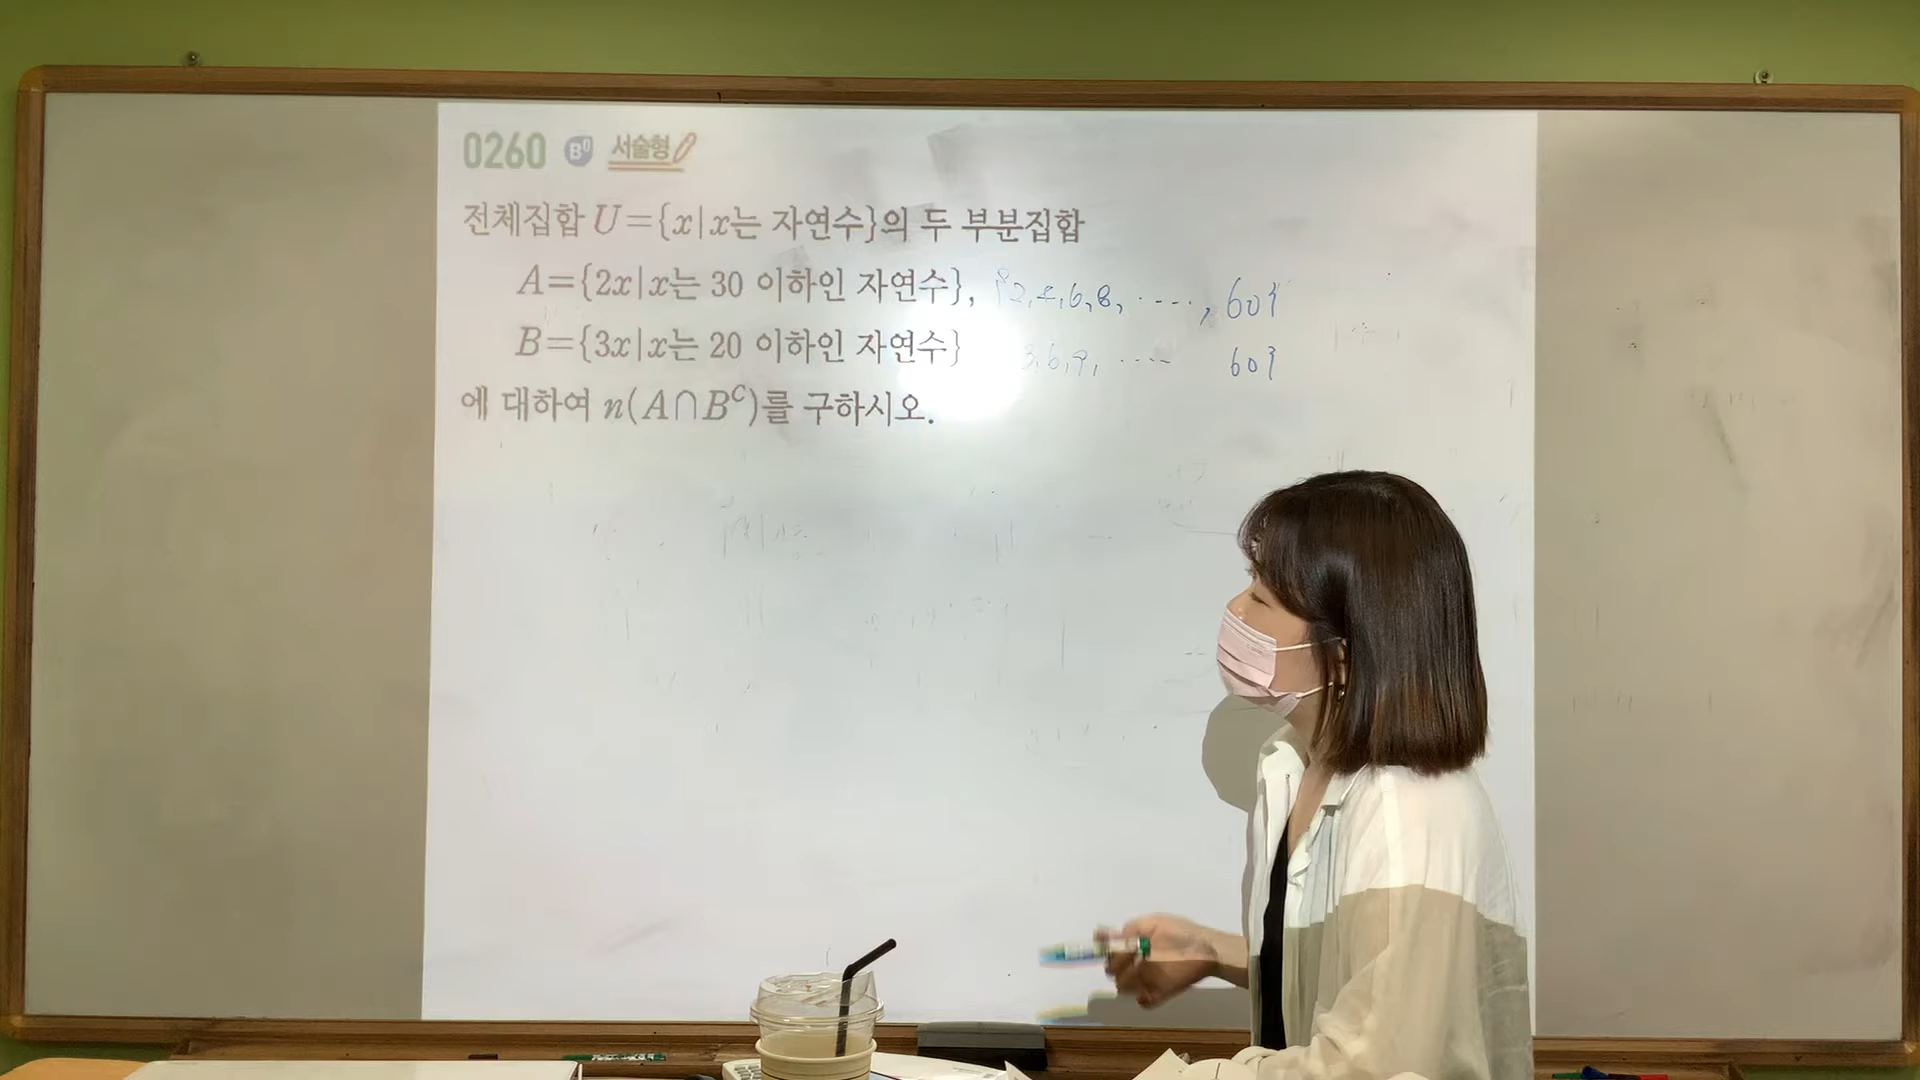 0260 B0 서술형
전체집합 U={x|x는 자연수}의 두 부분집합
A={2x|x는 30 이하인 자연수}, {2,4,6,8, ‥‥, 60}
B={3x|x는 20 이하인 자연수} 3,6,9, ‥‥ 60}
에 대하여 n(A∩Bᶜ)를 구하시오.